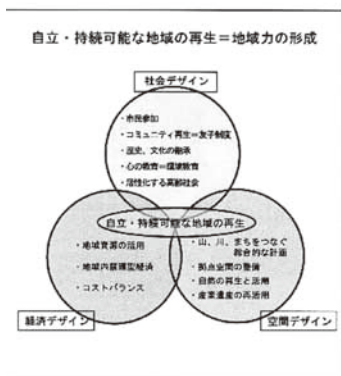 自立・持続可能な地域の再生＝地域力の形成
社会デザイン
・市民参加
・コミュニティ再生＝友子制度
・歴史、文化の継承
・心の教育＝環境教育
・活性化する高齢社会
自立・持続可能な地域の再生
・地域資源の活用
・地域内循環型経済
・コストバランス
・山、川、まちをつなぐ
総合的な計画
・拠点空間の整備
・自然の再生と活用
・産業遺産の再活用
経済デザイン
空間デザイン